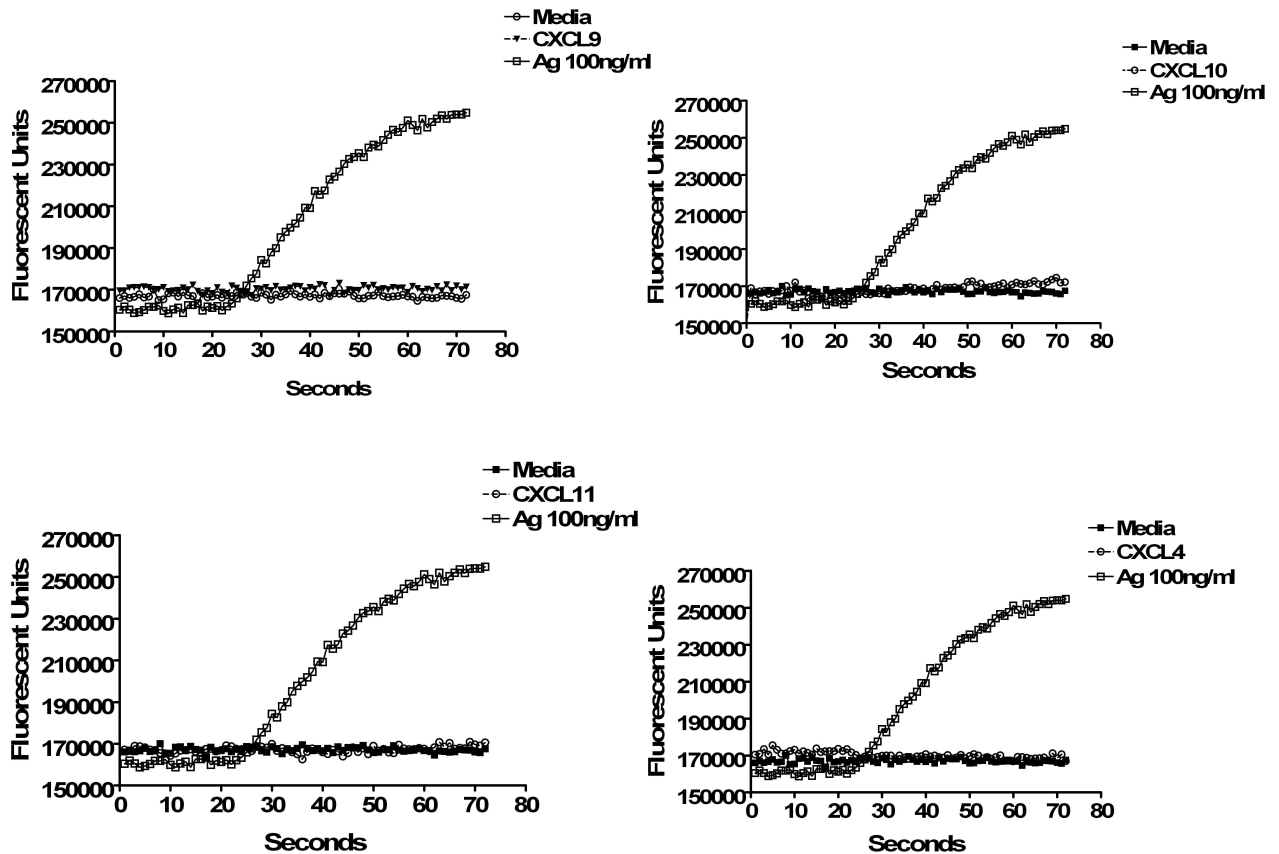 Media
CXCL9
Ag 100ng/ml
Fluorescent Units
270000
250000
230000
210000
190000
170000
150000
0 10 20 30 40 50 60 70 80
Seconds
Media
CXCL10
Ag 100ng/ml
Fluorescent Units
270000
250000
230000
210000
190000
170000
150000
0 10 20 30 40 50 60 70 80
Seconds
Media
CXCL11
Ag 100ng/ml
Fluorescent Units
270000
250000
230000
210000
190000
170000
150000
0 10 20 30 40 50 60 70 80
Seconds
Media
CXCL4
Ag 100ng/ml
Fluorescent Units
270000
250000
230000
210000
190000
170000
150000
0 10 20 30 40 50 60 70 80
Seconds